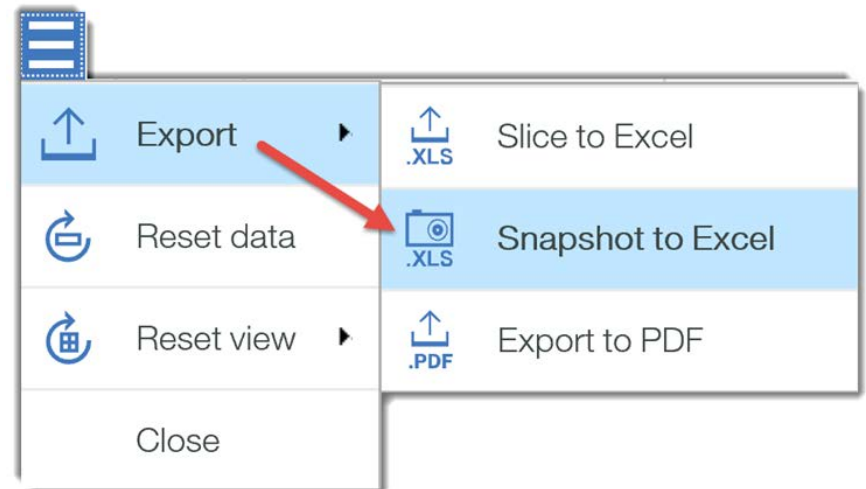 Export
Reset data
Reset view
Close
.XLS
Slice to Excel
.XLS
Snapshot to Excel
.PDF
Export to PDF